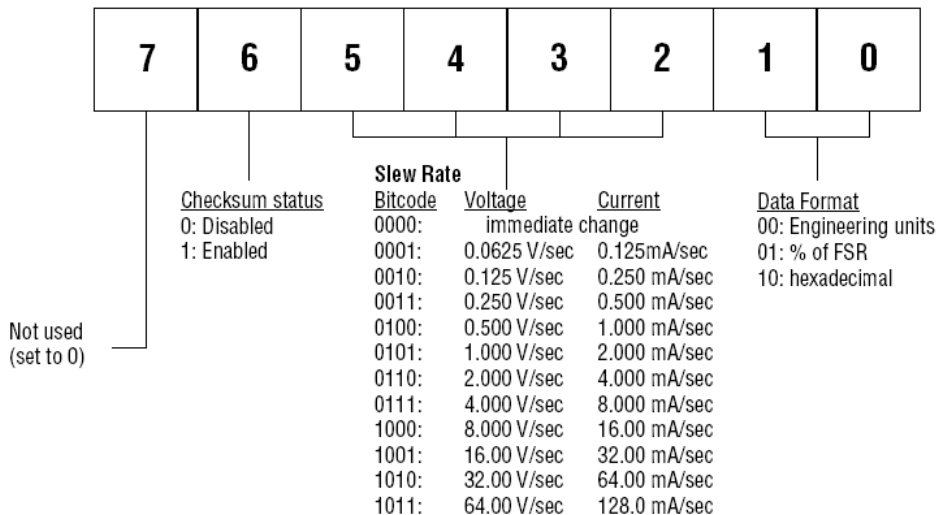 7 6 5 4 3 2 1 0
Checksum status
0: Disabled
1: Enabled
Not used
(set to 0)
Slew Rate
Bitcode Voltage Current
0000: immediate change
0001: 0.0625 V/sec 0.125mA/sec
0010: 0.125 V/sec 0.250 mA/sec
0011: 0.250 V/sec 0.500 mA/sec
0100: 0.500 V/sec 1.000 mA/sec
0101: 1.000 V/sec 2.000 mA/sec
0110: 2.000 V/sec 4.000 mA/sec
0111: 4.000 V/sec 8.000 mA/sec
1000: 8.000 V/sec 16.00 mA/sec
1001: 16.00 V/sec 32.00 mA/sec
1010: 32.00 V/sec 64.00 mA/sec
1011: 64.00 V/sec 128.0 mA/sec
Data Format
00: Engineering units
01: % of FSR
10: hexadecimal